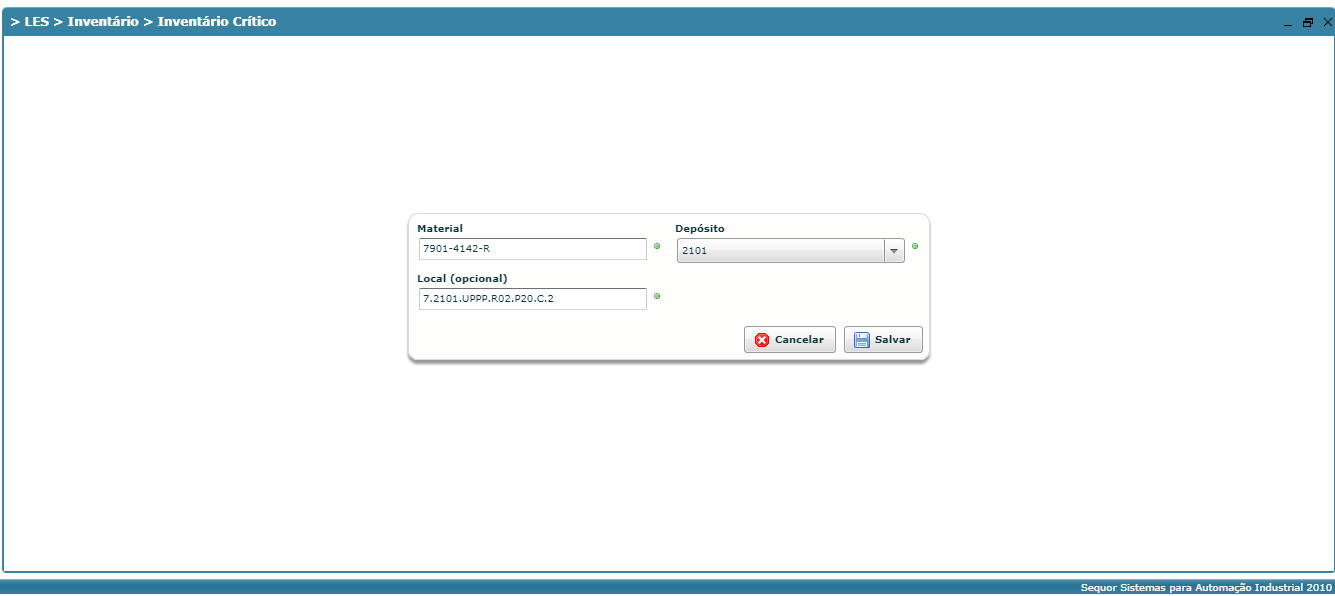 > LES > Inventário > Inventário Crítico
Material
Depósito
7901-4142-R
2101
Local (opcional)
7.2101.UPPP.R02.P20.C.2
Cancelar
Salvar
Sequor Sistemas para Automação Industrial 2010